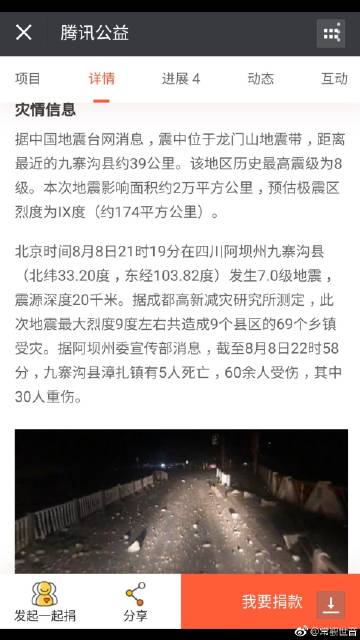 腾讯公益
项目 详情 进展 4 动态 互动
灾情信息
据中国地震台网消息，震中位于龙门山地震带，距离
最近的九寨沟县约39公里。该地区历史最高震级为8
级。本次地震影响面积约2万平方公里，预估极震区
烈度为IX度（约174平方公里）。
北京时间8月8日21时19分在四川阿坝州九寨沟县
（北纬33.20度，东经103.82度）发生7.0级地震，
震源深度20千米。据成都高新减灾研究所测定，此
次地震最大烈度9度左右共造成9个县区的69个乡镇
受灾。据阿坝州委宣传部消息，截至8月8日22时58
分，九寨沟县漳扎镇有5人死亡，60余人受伤，其中
30人重伤。
发起一起捐 分享 我要捐款